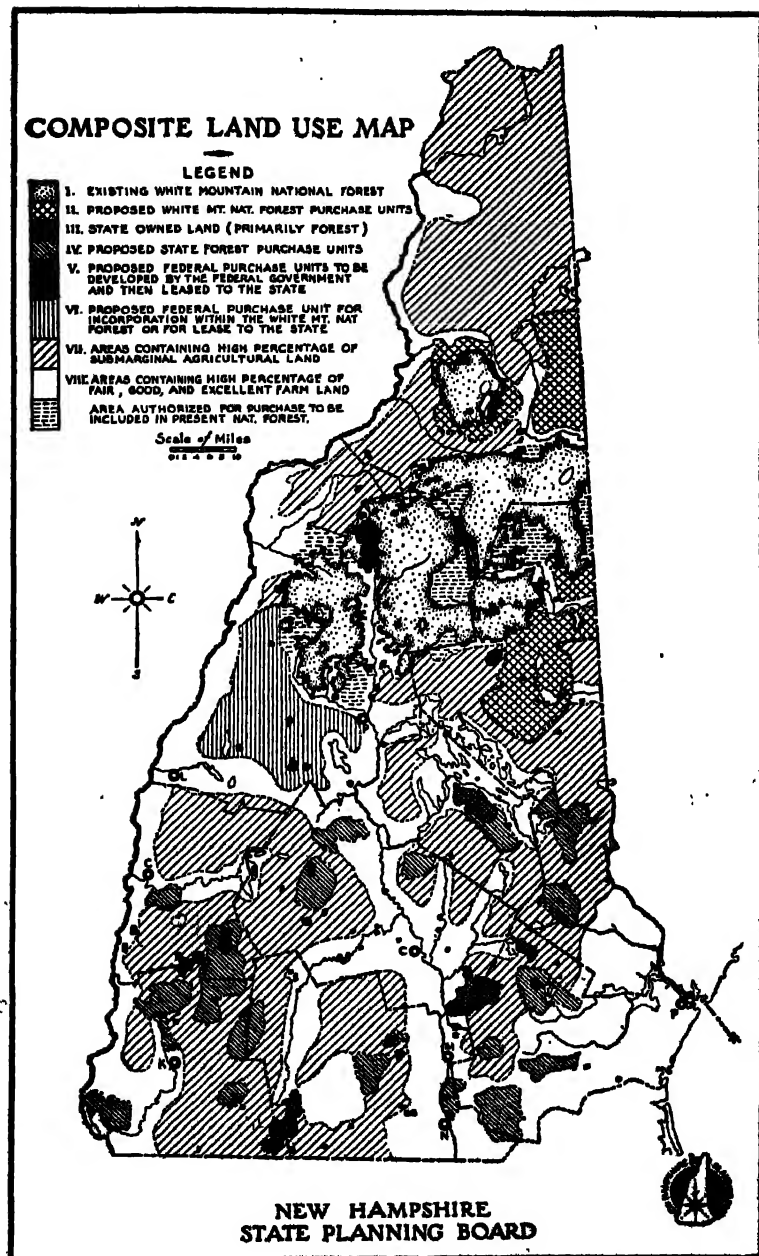 COMPOSITE LAND USE MAP
LEGEND
I. EXISTING WHITE MOUNTAIN NATIONAL FOREST
II. PROPOSED WHITE MT. NAT. FOREST PURCHASE UNITS
III. STATE OWNED LAND (PRIMARILY FOREST)
IV. PROPOSED STATE FOREST PURCHASE UNITS
V. PROPOSED FEDERAL PURCHASE UNITS TO BE
DEVELOPED BY THE FEDERAL GOVERNMENT
AND THEN LEASED TO THE STATE
VI. PROPOSED FEDERAL PURCHASE UNIT FOR
INCORPORATION WITHIN THE WHITE MT. NAT
FOREST OR FOR LEASE TO THE STATE
VII. AREAS CONTAINING HIGH PERCENTAGE OF
SUBMARGINAL AGRICULTURAL LAND
VIII. AREAS CONTAINING HIGH PERCENTAGE OF
FAIR, GOOD, AND EXCELLENT FARM LAND
AREA AUTHORIZED FOR PURCHASE TO BE
INCLUDED IN PRESENT NAT. FOREST.
Scale of Miles
N
W
E
S
L
C
C
K
M
N
P
NEW HAMPSHIRE
STATE PLANNING BOARD